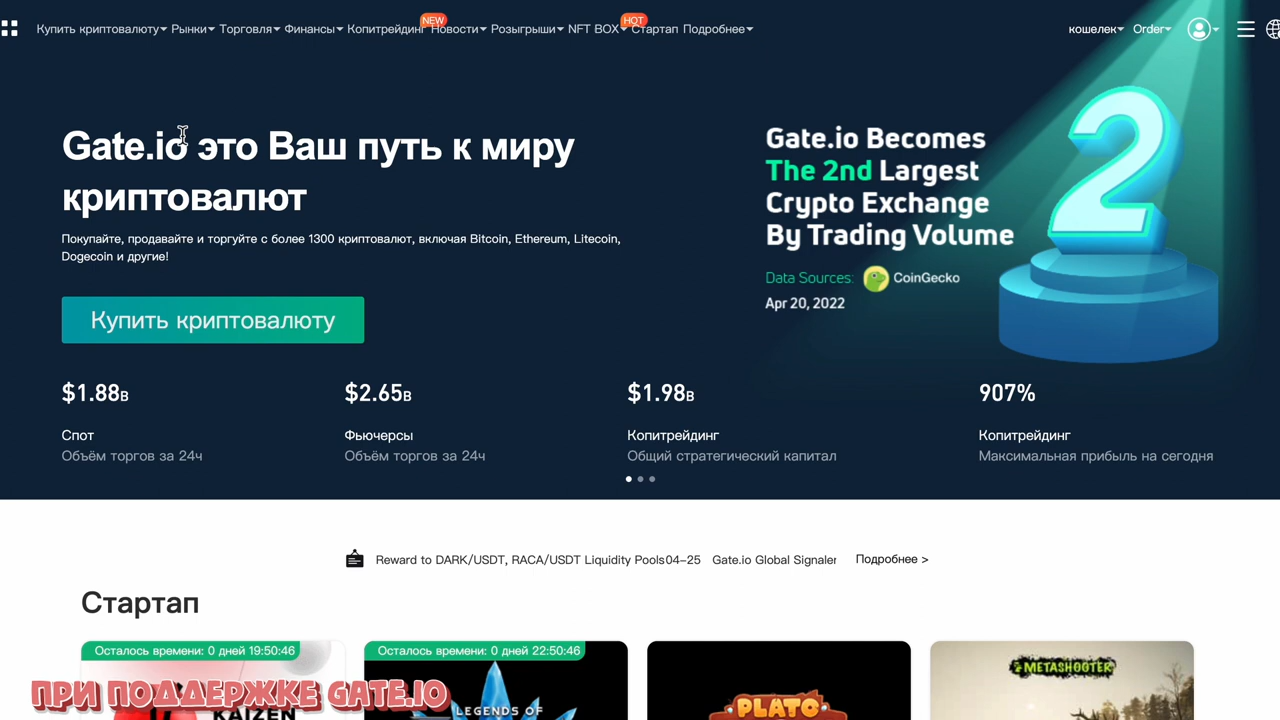 Купить криптовалюту Рынки Торговля Финансы Копитрейдинг NEW Новости Розыгрыши NFT BOX HOT Стартап Подробнее кошелек Order
Gate.io это Ваш путь к миру
криптовалют
Покупайте, продавайте и торгуйте с более 1300 криптовалют, включая Bitcoin, Ethereum, Litecoin,
Dogecoin и другие!
Купить криптовалюту
Gate.io Becomes
The 2nd Largest
Crypto Exchange
By Trading Volume
Data Sources: CoinGecko
Apr 20, 2022
2
$1.88B
Спот
Объём торгов за 24ч
$2.65B
Фьючерсы
Объём торгов за 24ч
$1.98B
Копитрейдинг
Общий стратегический капитал
907%
Копитрейдинг
Максимальная прибыль на сегодня
Reward to DARK/USDT, RACA/USDT Liquidity Pools 04-25 Gate.io Global Signaler Подробнее >
Стартап
Осталось времени: 0 дней 19:50:46
KAIZEN
Осталось времени: 0 дней 22:50:46
LEGENDS OF
PLATO
METASHOOTER
ПРИ ПОДДЕРЖКЕ GATE.IO